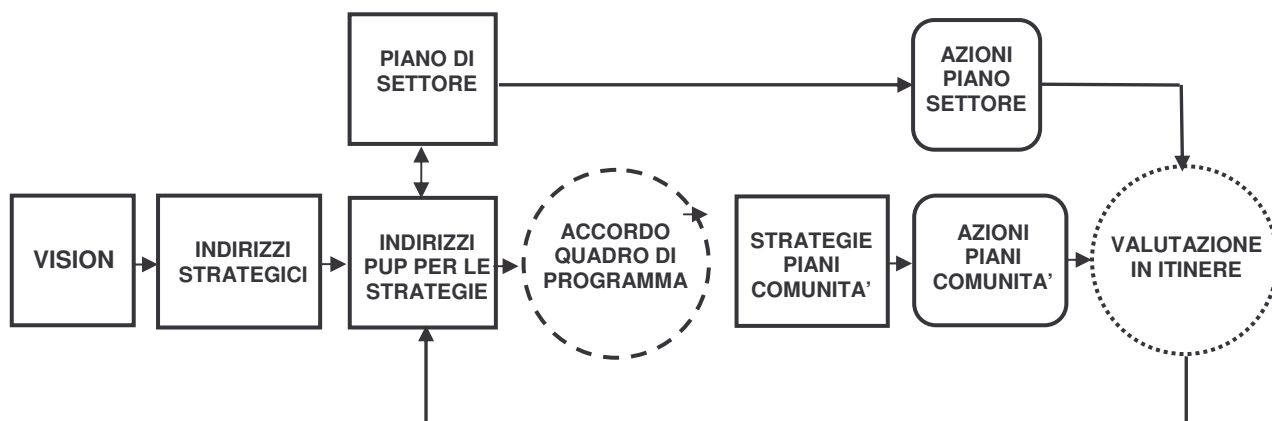 PIANO DI
SETTORE
AZIONI
PIANO
SETTORE
VISION
INDIRIZZI
STRATEGICI
INDIRIZZI
PUP PER LE
STRATEGIE
ACCORDO
QUADRO DI
PROGRAMMA
STRATEGIE
PIANI
COMUNITA’
AZIONI
PIANI
COMUNITA’
VALUTAZIONE
IN ITINERE